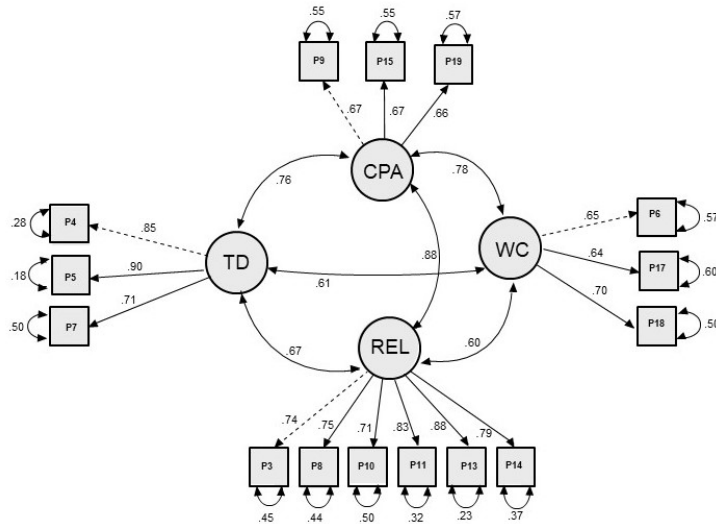 .55 .55 .57
P9 P15 P19
.67 .67 .66
CPA
.76 .78
.28 P4 .85
.65 P6 .57
.88
WC
TD
.18 P5 .90
.64 P17 .60
.61
.50 P7 .71
.70 P18 .50
.67 REL .60
.74 .75 .71 .83 .88 .79
P3 P8 P10 P11 P13 P14
.45 .44 .50 .32 .23 .37